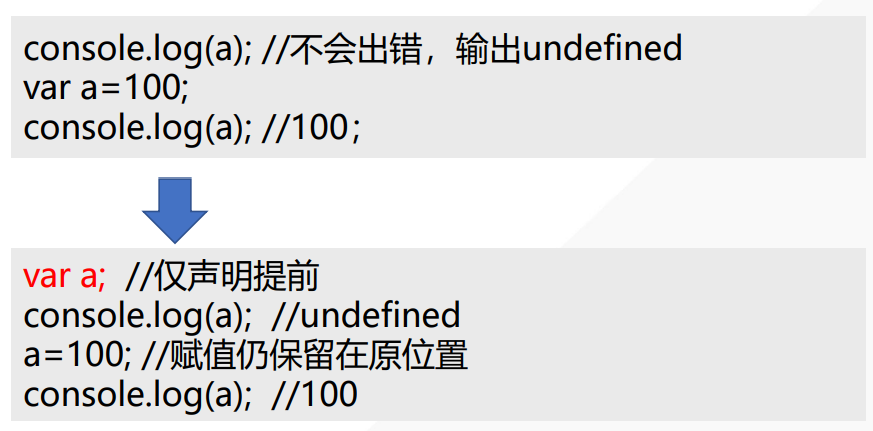 console.log(a); //不会出错，输出undefined
var a=100;
console.log(a); //100；
var a;  //仅声明提前
console.log(a);  //undefined
a=100; //赋值仍保留在原位置
console.log(a);  //100